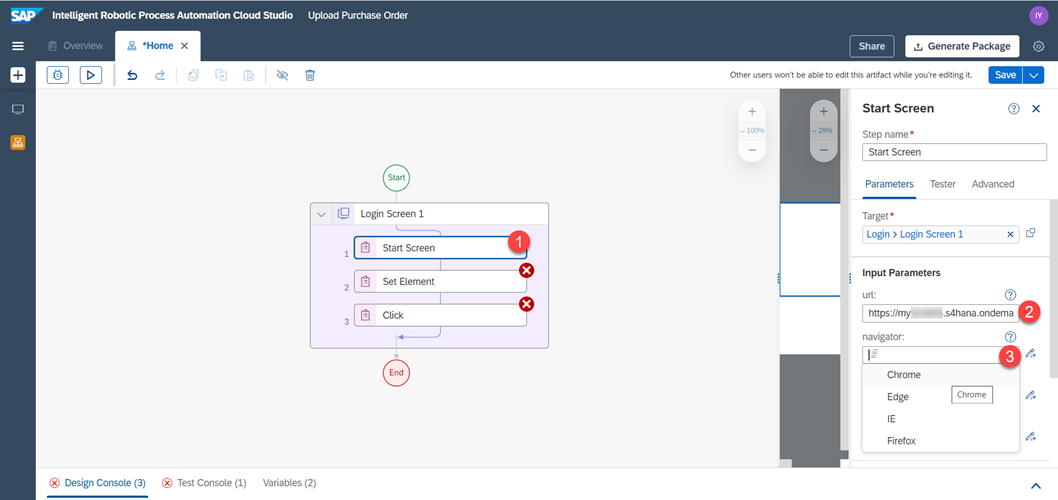 SAP Intelligent Robotic Process Automation Cloud Studio Upload Purchase Order IY
Overview *Home Share Generate Package
Other users won't be able to edit this artifact while you're editing it. Save
100%
29%
Start
Login Screen 1
1 Start Screen 1
2 Set Element
3 Click
End
Start Screen
Step name*
Start Screen
Parameters Tester Advanced
Target*
Login > Login Screen 1
Input Parameters
url:
https://my .s4hana.ondema 2
navigator:
3
Chrome
Edge Chrome
IE
Firefox
Design Console (3) Test Console (1) Variables (2)